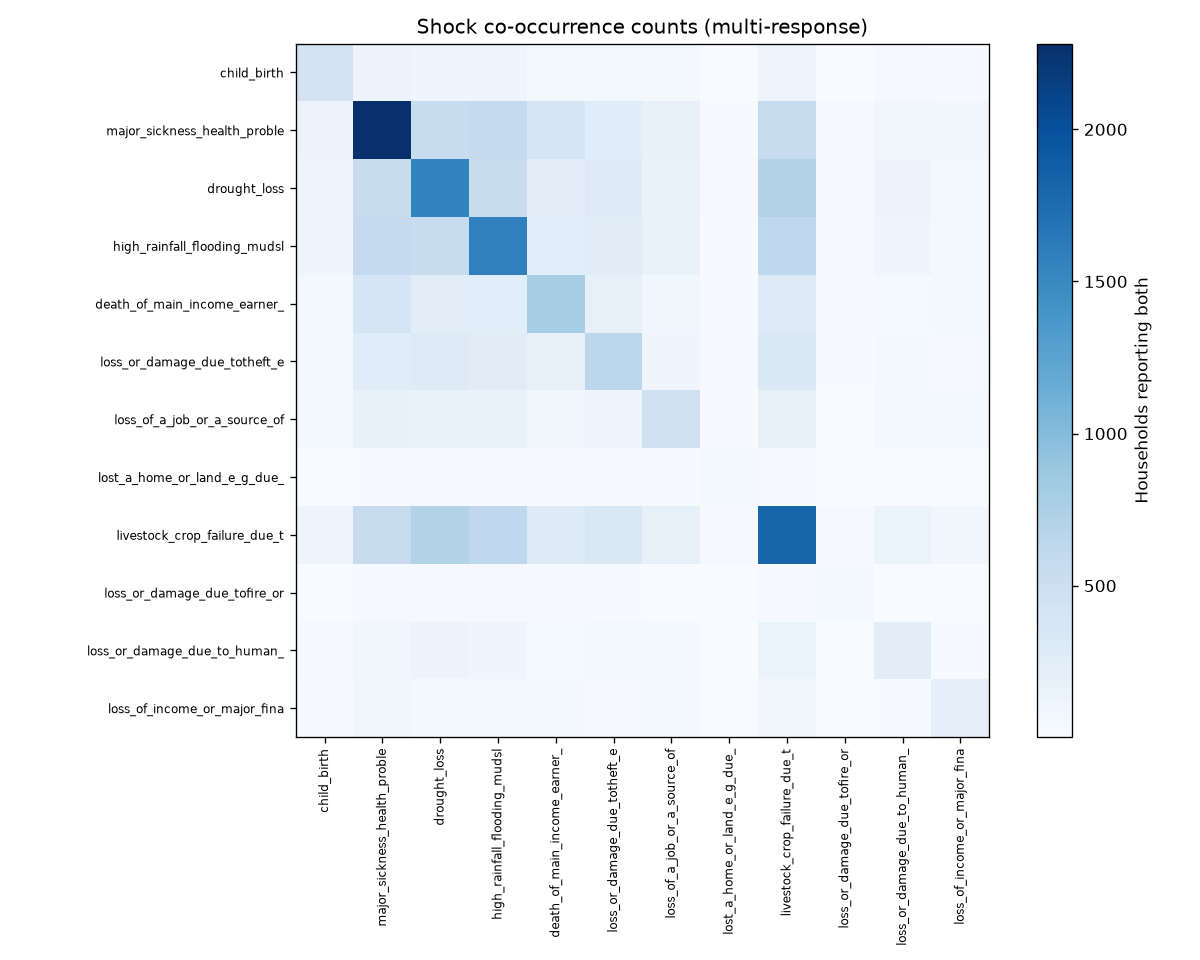 Shock co-occurrence counts (multi-response)
child_birth
major_sickness_health_proble
drought_loss
high_rainfall_flooding_mudsl
death_of_main_income_earner_
loss_or_damage_due_totheft_e
loss_of_a_job_or_a_source_of
lost_a_home_or_land_e_g_due_
livestock_crop_failure_due_t
loss_or_damage_due_tofire_or
loss_or_damage_due_to_human_
loss_of_income_or_major_fina
child_birth
major_sickness_health_proble
drought_loss
high_rainfall_flooding_mudsl
death_of_main_income_earner_
loss_or_damage_due_totheft_e
loss_of_a_job_or_a_source_of
lost_a_home_or_land_e_g_due_
livestock_crop_failure_due_t
loss_or_damage_due_tofire_or
loss_or_damage_due_to_human_
loss_of_income_or_major_fina
2000
1500
1000
500
Households reporting both